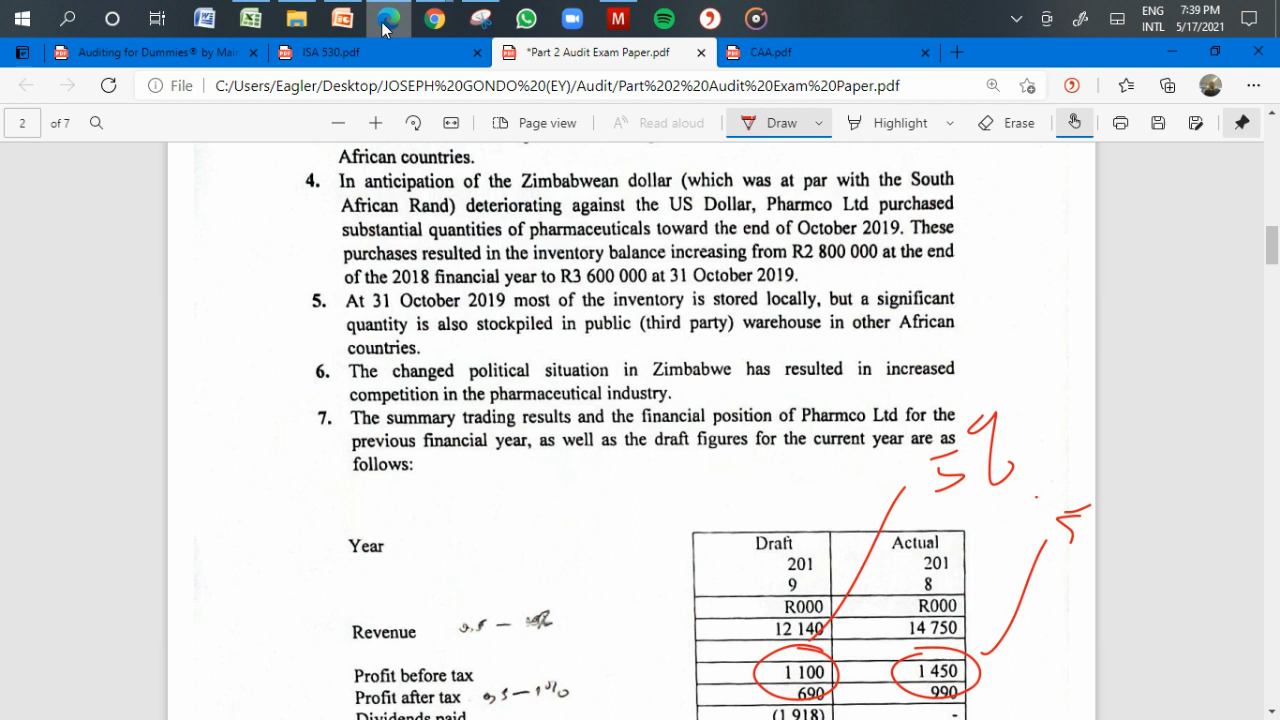 ENG
INTL
7:39 PM
5/17/2021
Auditing for Dummies® by Mair
ISA 530.pdf
*Part 2 Audit Exam Paper.pdf
CAA.pdf
File
C:/Users/Eagler/Desktop/JOSEPH%20GONDO%20(EY)/Audit/Part%202%20Audit%20Exam%20Paper.pdf
2 of 7
Page view
Read aloud
Draw
Highlight
Erase
African countries.
4. In anticipation of the Zimbabwean dollar (which was at par with the South
African Rand) deteriorating against the US Dollar, Pharmco Ltd purchased
substantial quantities of pharmaceuticals toward the end of October 2019. These
purchases resulted in the inventory balance increasing from R2 800 000 at the end
of the 2018 financial year to R3 600 000 at 31 October 2019.
5. At 31 October 2019 most of the inventory is stored locally, but a significant
quantity is also stockpiled in public (third party) warehouse in other African
countries.
6. The changed political situation in Zimbabwe has resulted in increased
competition in the pharmaceutical industry.
7. The summary trading results and the financial position of Pharmco Ltd for the
previous financial year, as well as the draft figures for the current year are as
follows:
Year Draft Actual
201 201
9 8
R000 R000
Revenue 12 140 14 750
Profit before tax 1 100 1 450
Profit after tax 690 990
Dividends paid (1 918) -